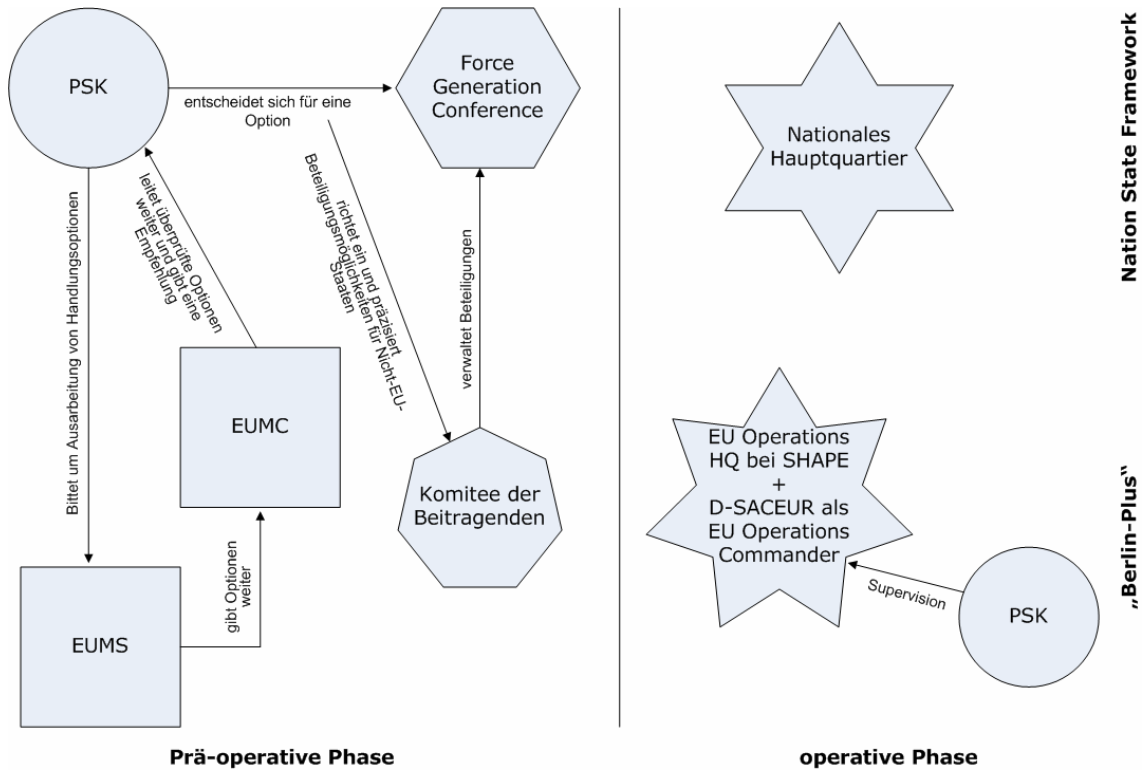 PSK
entscheidet sich für eine
Option
Force
Generation
Conference
Bittet um Ausarbeitung von Handlungsoptionen
leitet überprüfte Optionen
weiter und gibt eine
Empfehlung
richtet ein und präzisiert
Beteiligungsmöglichkeiten für Nicht-EU-
Staaten
verwaltet Beteiligungen
EUMC
Komitee der
Beitragenden
gibt Optionen
weiter
EUMS
Prä-operative Phase
Nationales
Hauptquartier
Nation State Framework
EU Operations
HQ bei SHAPE
+
D-SACEUR als
EU Operations
Commander
Supervision
PSK
„Berlin-Plus“
operative Phase